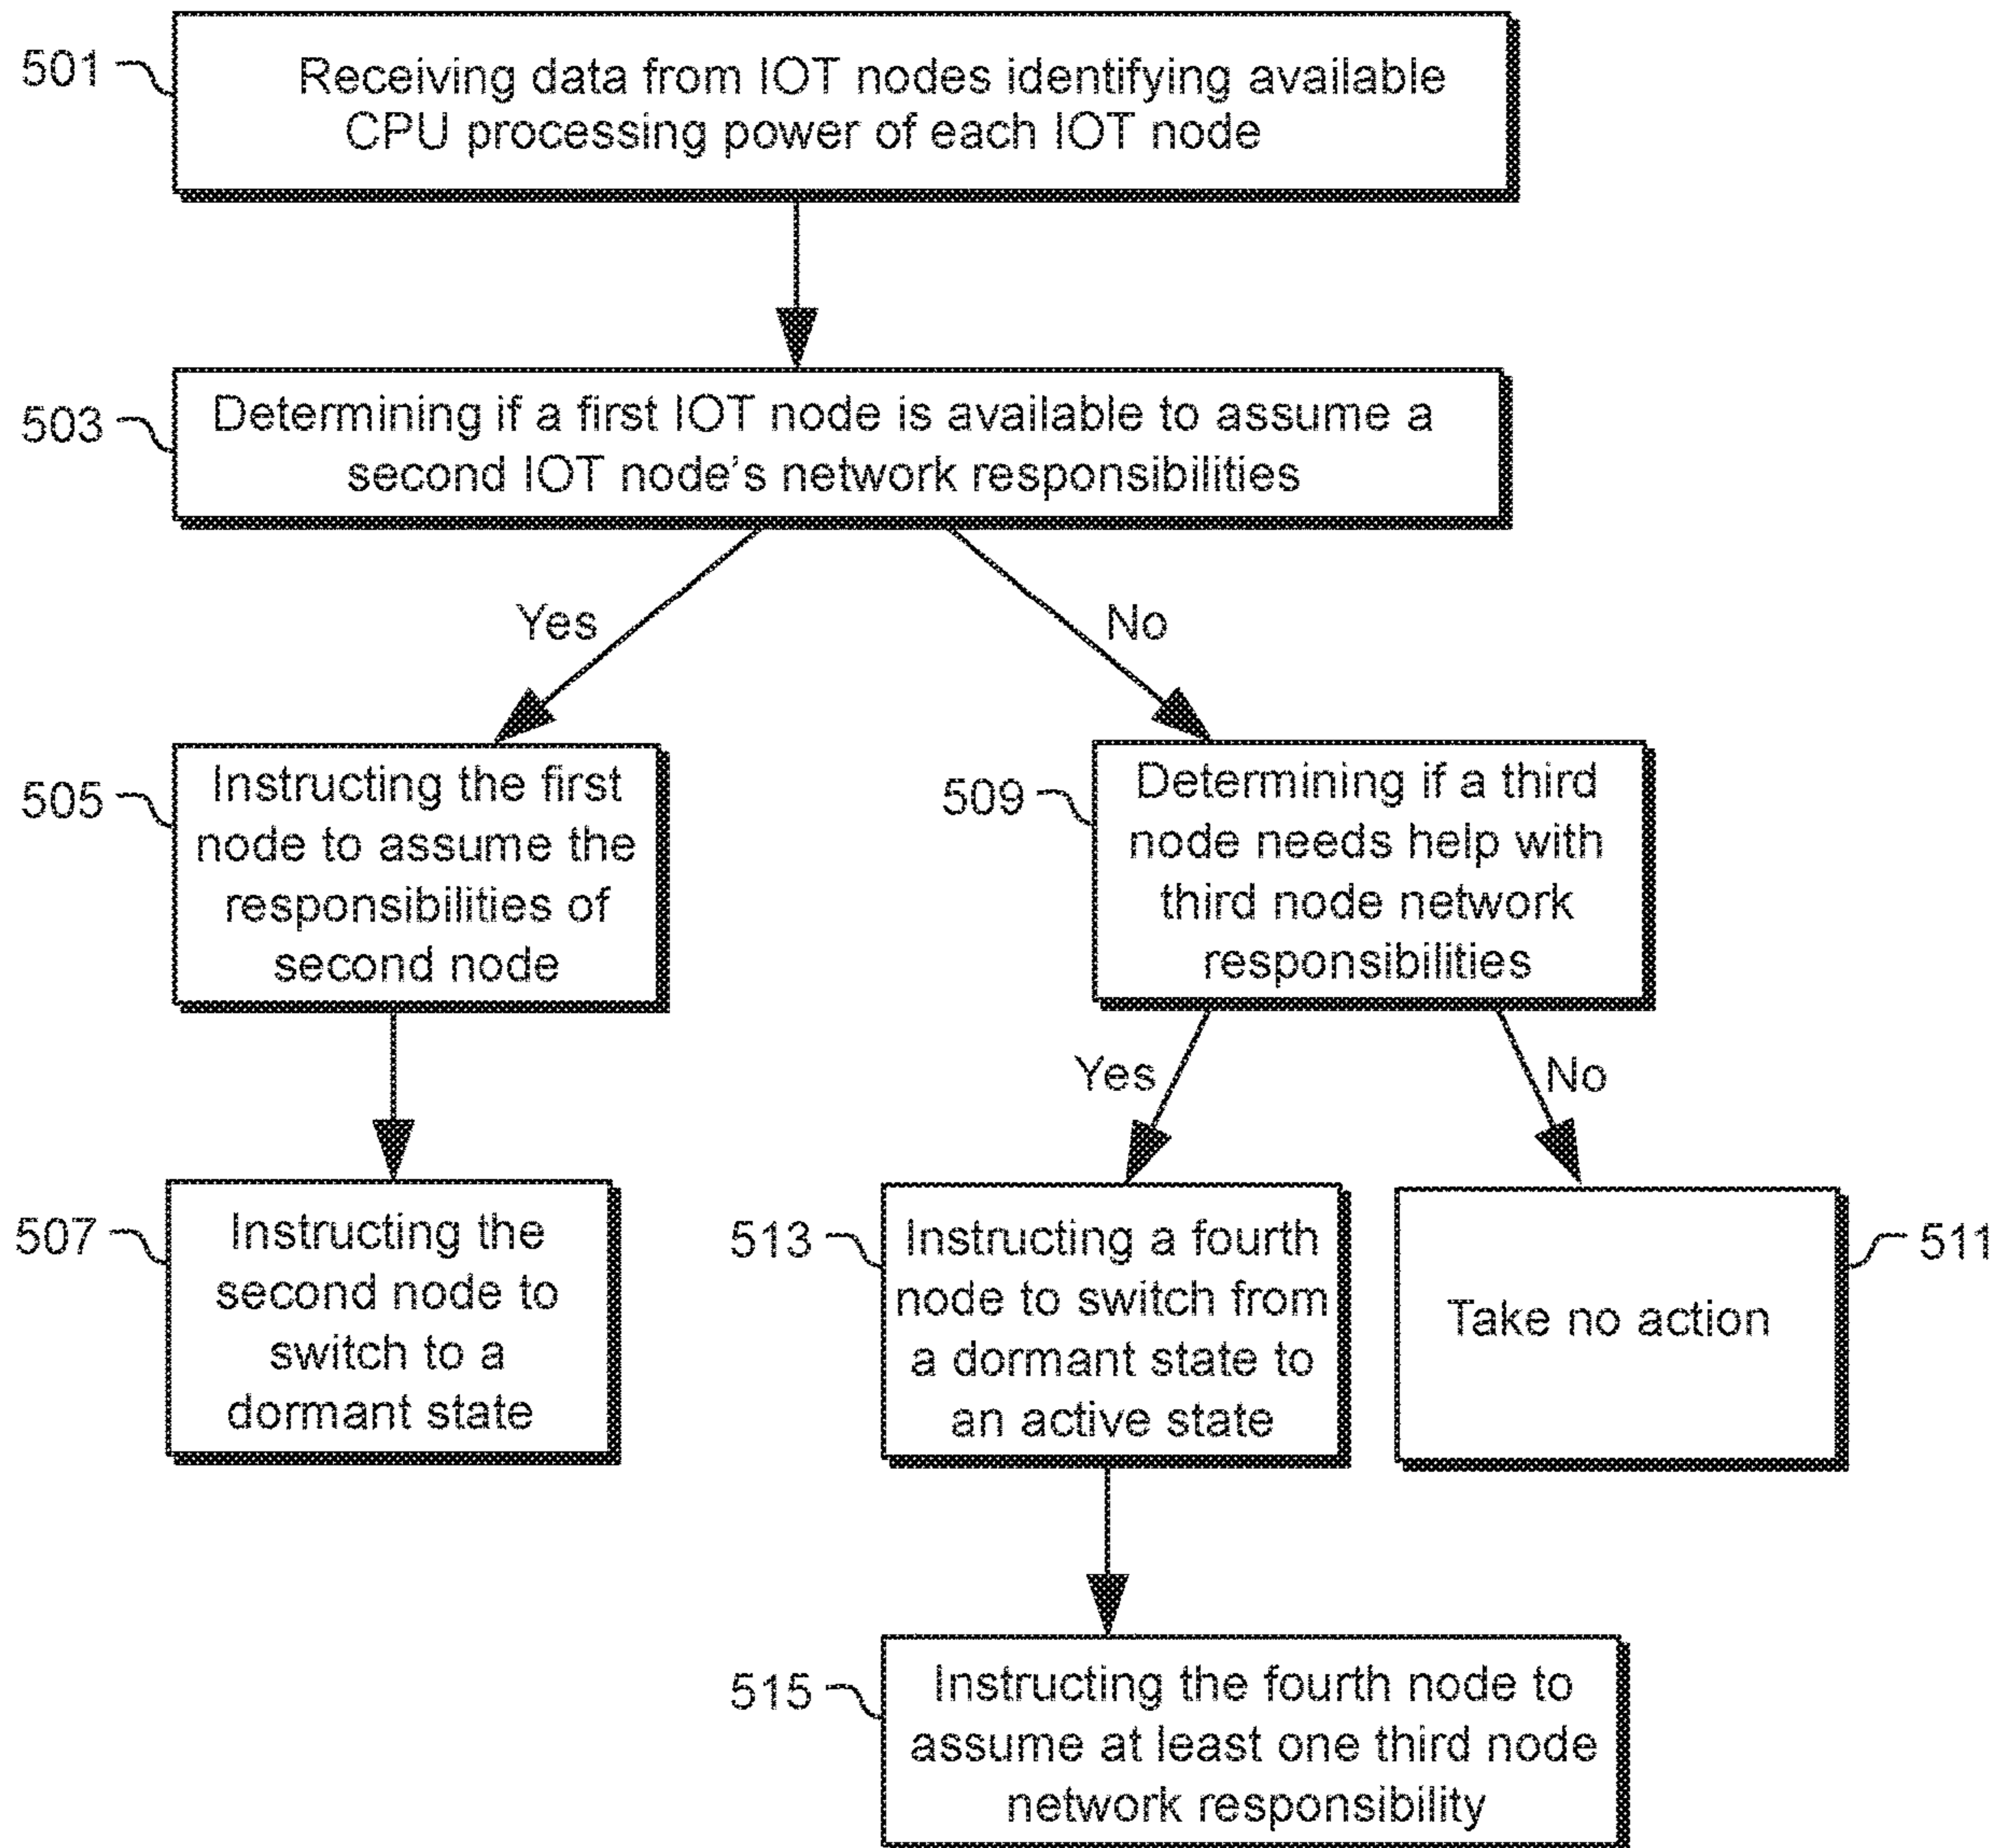 501
Receiving data from IOT nodes identifying available
CPU processing power of each IOT node
503
Determining if a first IOT node is available to assume a
second IOT node's network responsibilities
Yes
No
505
Instructing the first
node to assume the
responsibilities of
second node
509
Determining if a third
node needs help with
third node network
responsibilities
Yes
No
507
Instructing the
second node to
switch to a
dormant state
513
Instructing a fourth
node to switch from
a dormant state to
an active state
Take no action
511
515
Instructing the fourth node to
assume at least one third node
network responsibility